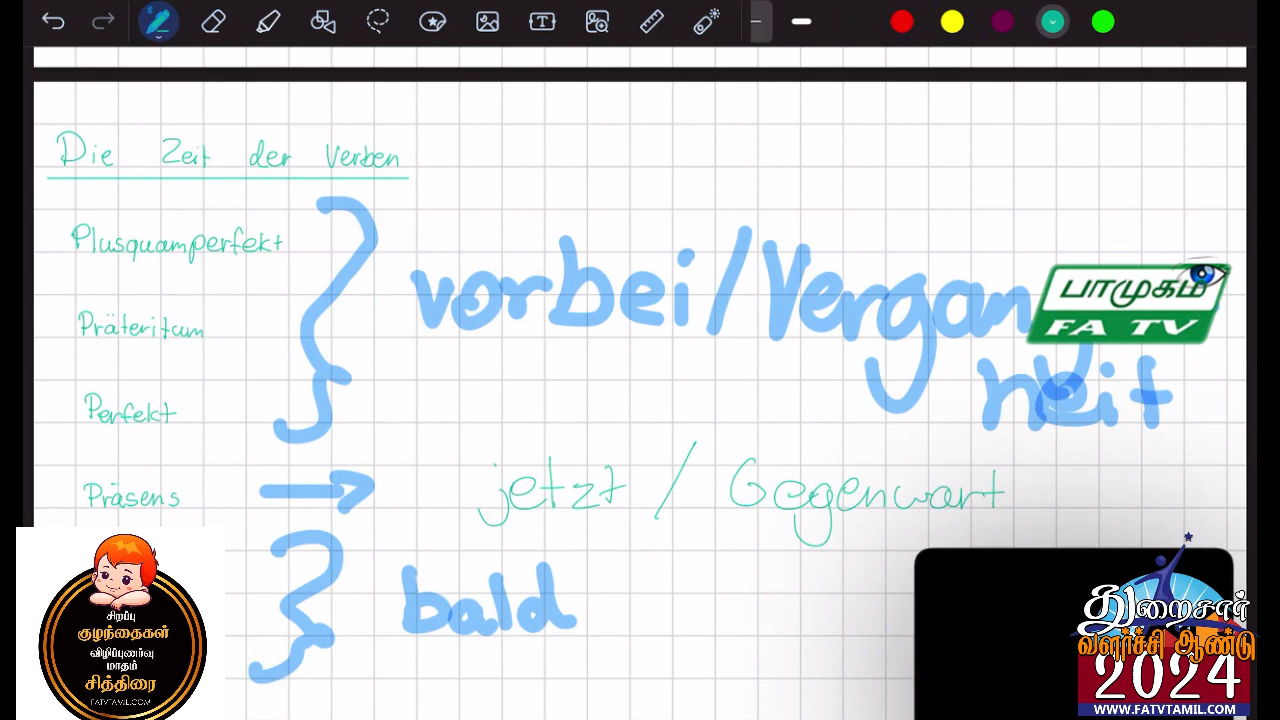 Die Zeit der Verben
Plusquamperfekt
vorbei/Vergan
heit
பாமுகம்
FA TV
Präteritum
Perfekt
Präsens
jetzt / Gegenwart
bald
சிறப்பு
குழந்தைகள்
விழிப்புணர்வு
மாதம்
சித்திரை
FATVTAMIL.COM
துறைசார்
வளர்ச்சி ஆண்டு
2024
WWW.FATVTAMIL.COM